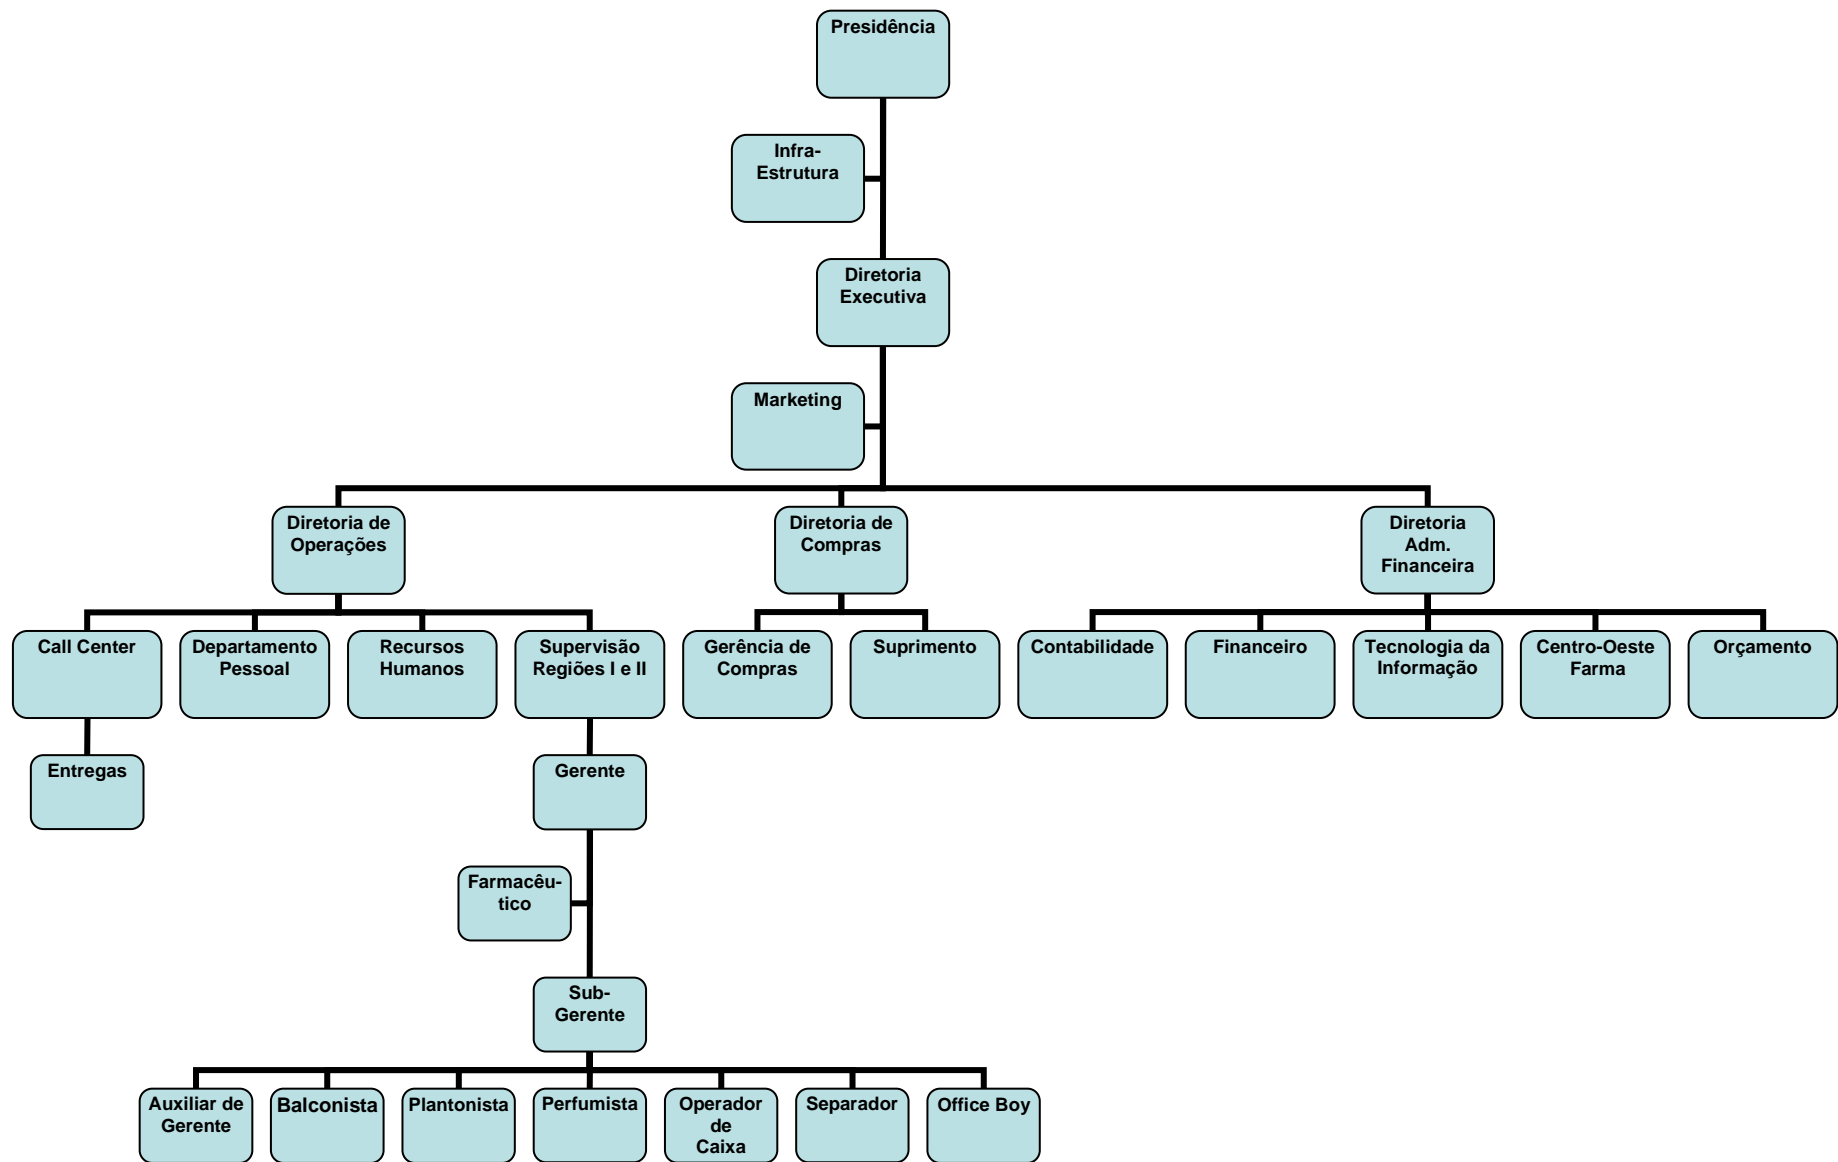 Presidência
Infra-
Estrutura
Diretoria
Executiva
Marketing
Diretoria de
Operações
Diretoria de
Compras
Diretoria
Adm.
Financeira
Call Center
Departamento
Pessoal
Recursos
Humanos
Supervisão
Regiões I e II
Gerência de
Compras
Suprimento
Contabilidade
Financeiro
Tecnologia da
Informação
Centro-Oeste
Farma
Orçamento
Entregas
Gerente
Farmacêu-
tico
Sub-
Gerente
Auxiliar de
Gerente
Balconista
Plantonista
Perfumista
Operador
de
Caixa
Separador
Office Boy